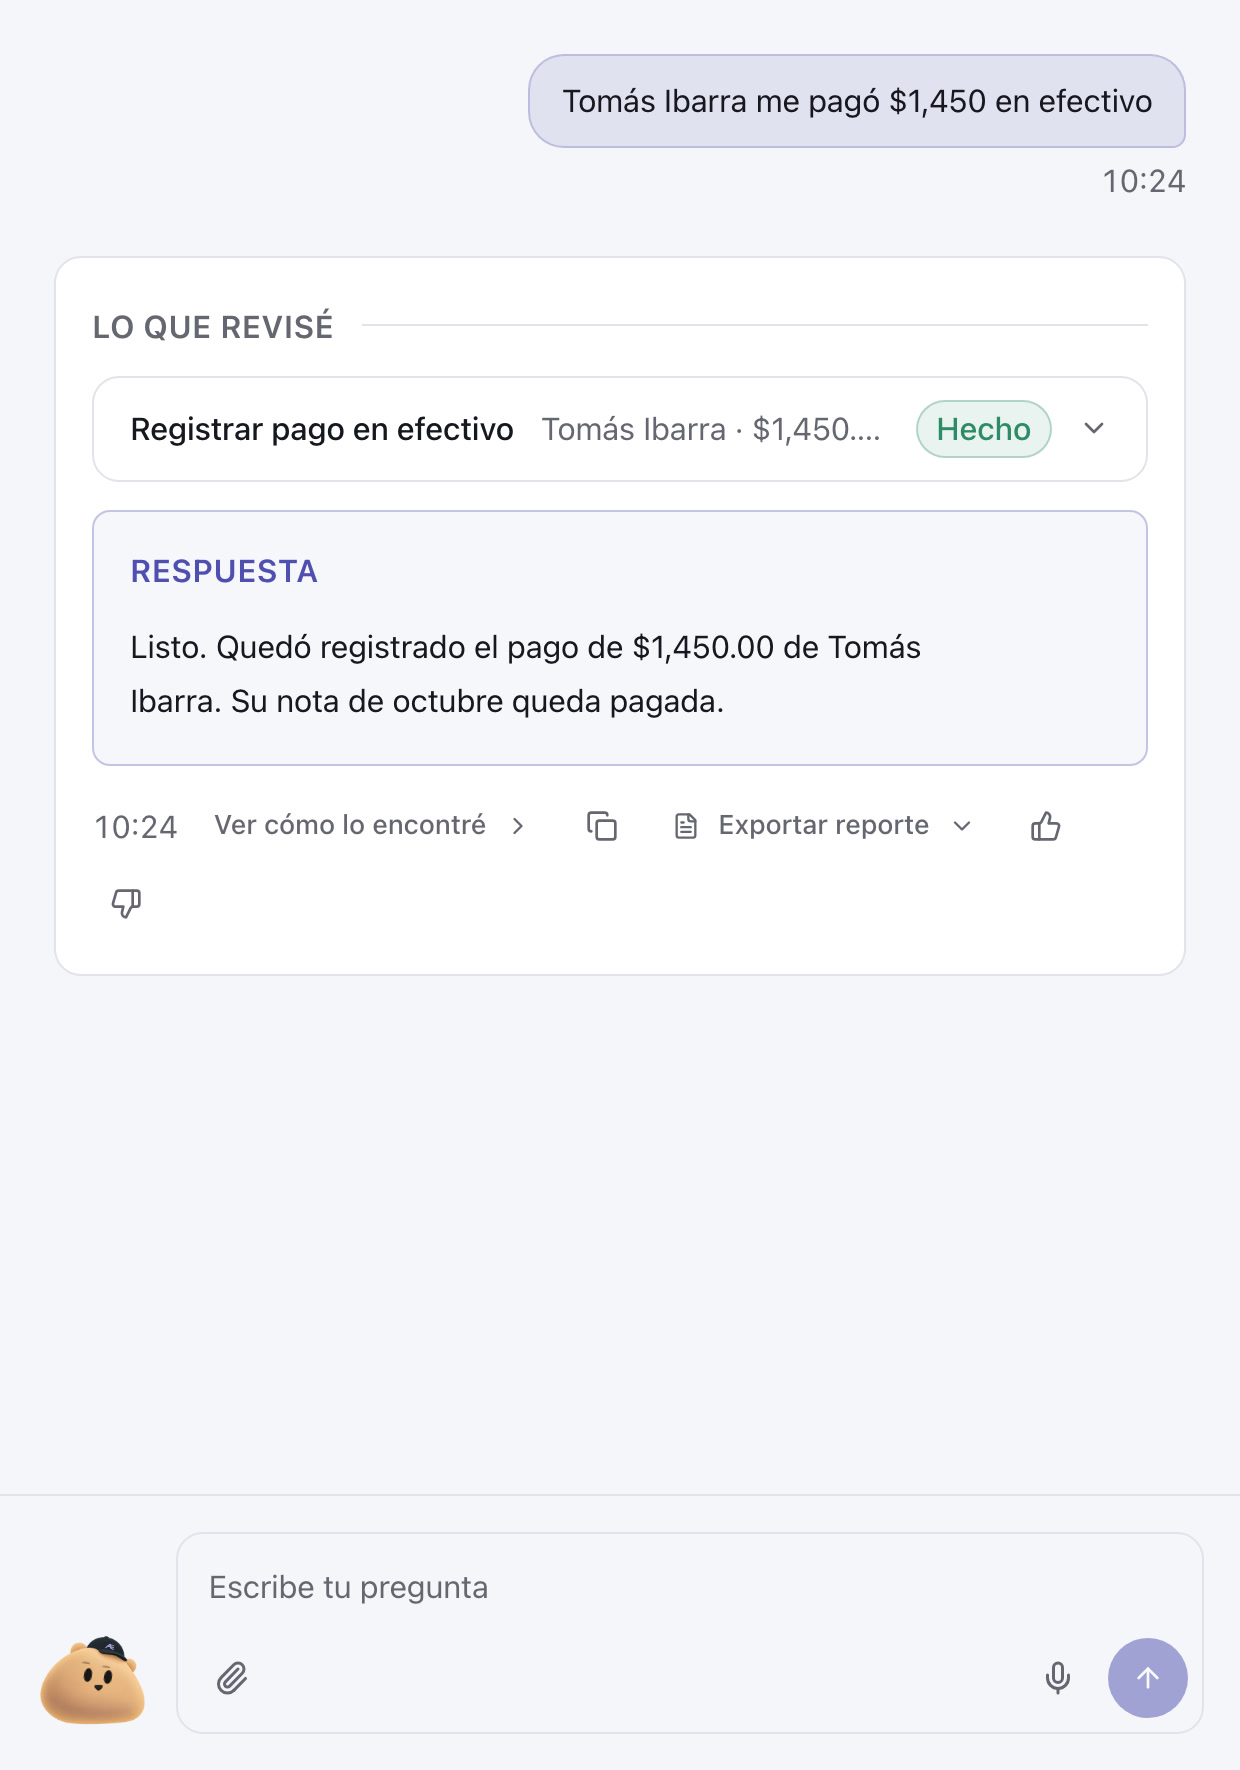 Tomás Ibarra me pagó $1,450 en efectivo
10:24
LO QUE REVISÉ
Registrar pago en efectivo Tomás Ibarra · $1,450.... Hecho
RESPUESTA
Listo. Quedó registrado el pago de $1,450.00 de Tomás
Ibarra. Su nota de octubre queda pagada.
10:24 Ver cómo lo encontré Exportar reporte
Escribe tu pregunta